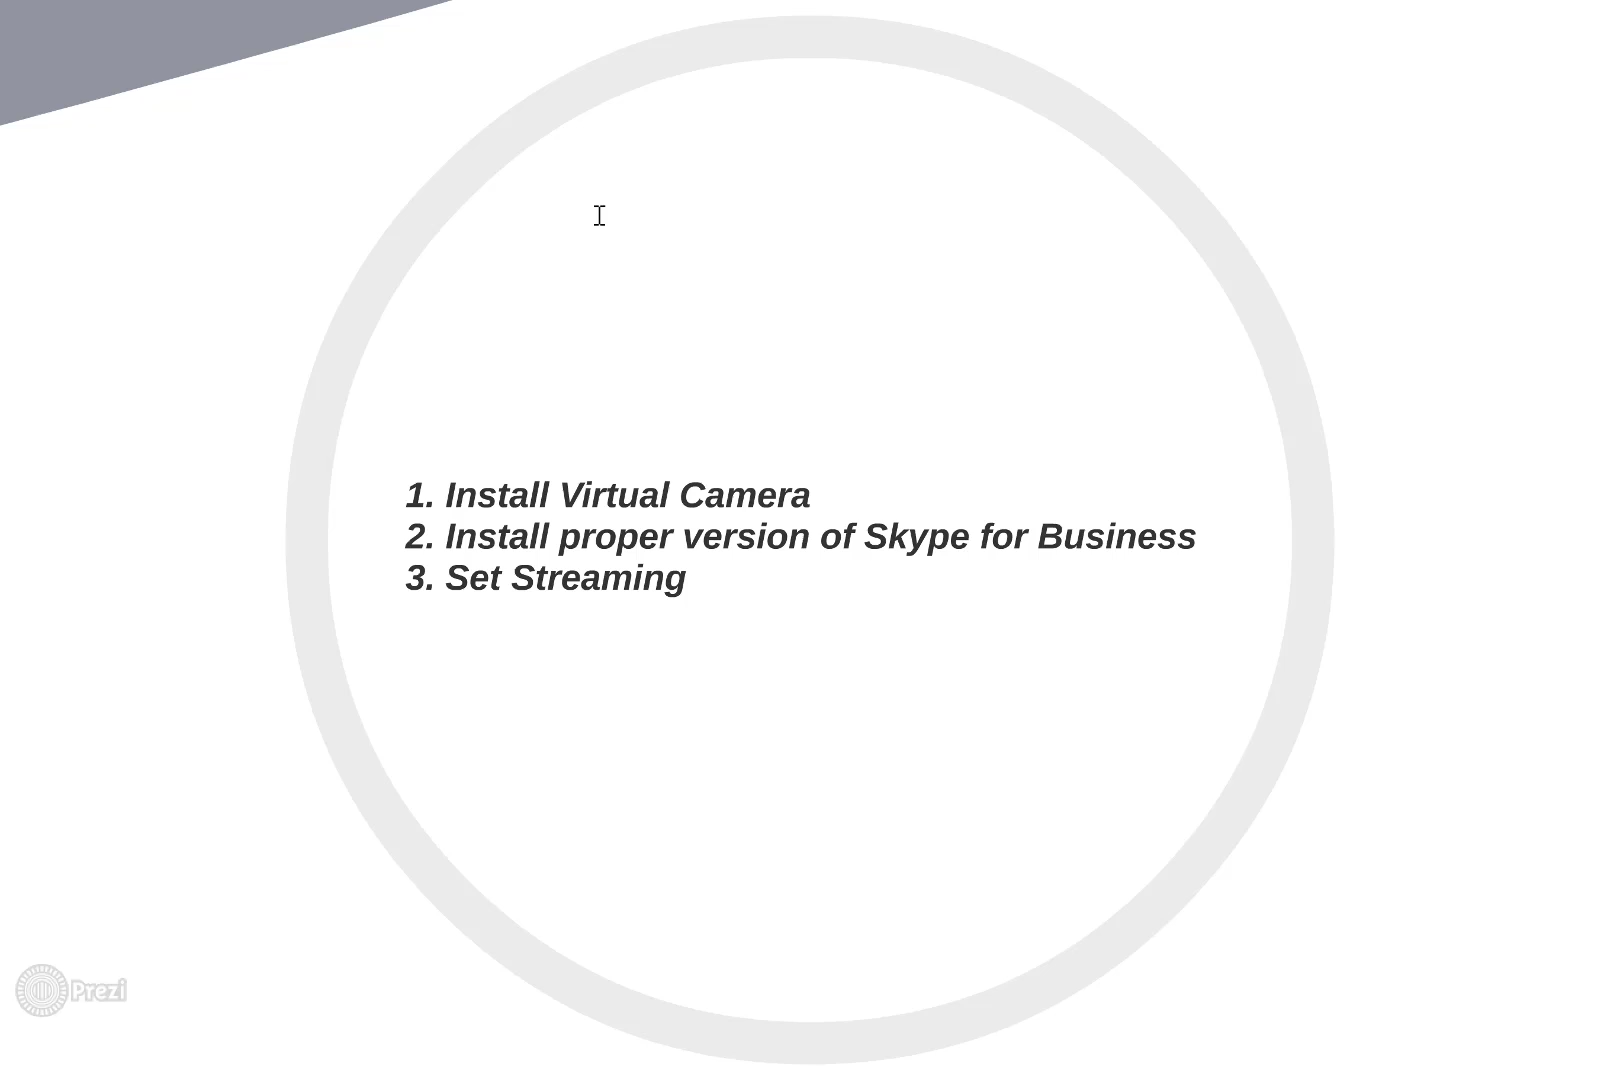 1. Install Virtual Camera
2. Install proper version of Skype for Business
3. Set Streaming
Prezi